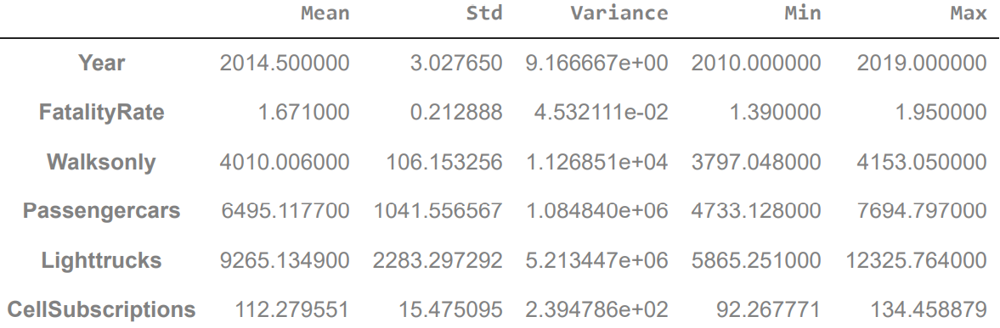 Mean Std Variance Min Max
Year 2014.500000 3.027650 9.166667e+00 2010.000000 2019.000000
FatalityRate 1.671000 0.212888 4.532111e-02 1.390000 1.950000
Walksonly 4010.006000 106.153256 1.126851e+04 3797.048000 4153.050000
Passengercars 6495.117700 1041.556567 1.084840e+06 4733.128000 7694.797000
Lighttrucks 9265.134900 2283.297292 5.213447e+06 5865.251000 12325.764000
CellSubscriptions 112.279551 15.475095 2.394786e+02 92.267771 134.458879